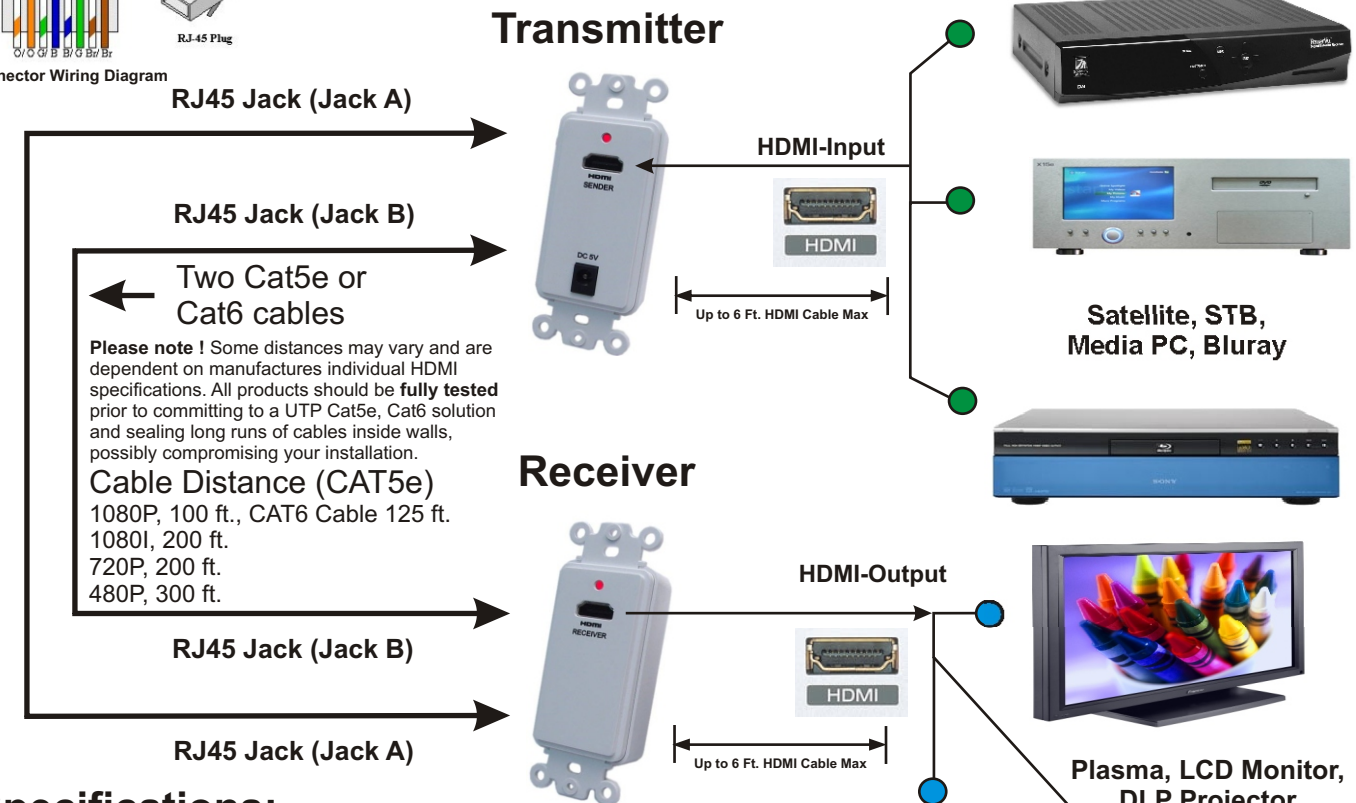 O/ O G/ B B/ G Br/ Br
RJ-45 Plug
nector Wiring Diagram
Transmitter
RJ45 Jack (Jack A)
HDMI
SENDER
DC 5V
HDMI-Input
HDMI
Up to 6 Ft. HDMI Cable Max
RJ45 Jack (Jack B)
Two Cat5e or
Cat6 cables
Please note ! Some distances may vary and are
dependent on manufactures individual HDMI
specifications. All products should be fully tested
prior to committing to a UTP Cat5e, Cat6 solution
and sealing long runs of cables inside walls,
possibly compromising your installation.
Cable Distance (CAT5e)
1080P, 100 ft., CAT6 Cable 125 ft.
1080I, 200 ft.
720P, 200 ft.
480P, 300 ft.
Satellite, STB,
Media PC, Bluray
SONY
Receiver
HDMI
RECEIVER
HDMI-Output
HDMI
Up to 6 Ft. HDMI Cable Max
RJ45 Jack (Jack B)
RJ45 Jack (Jack A)
Plasma, LCD Monitor,
DLP Projector
pecifications: